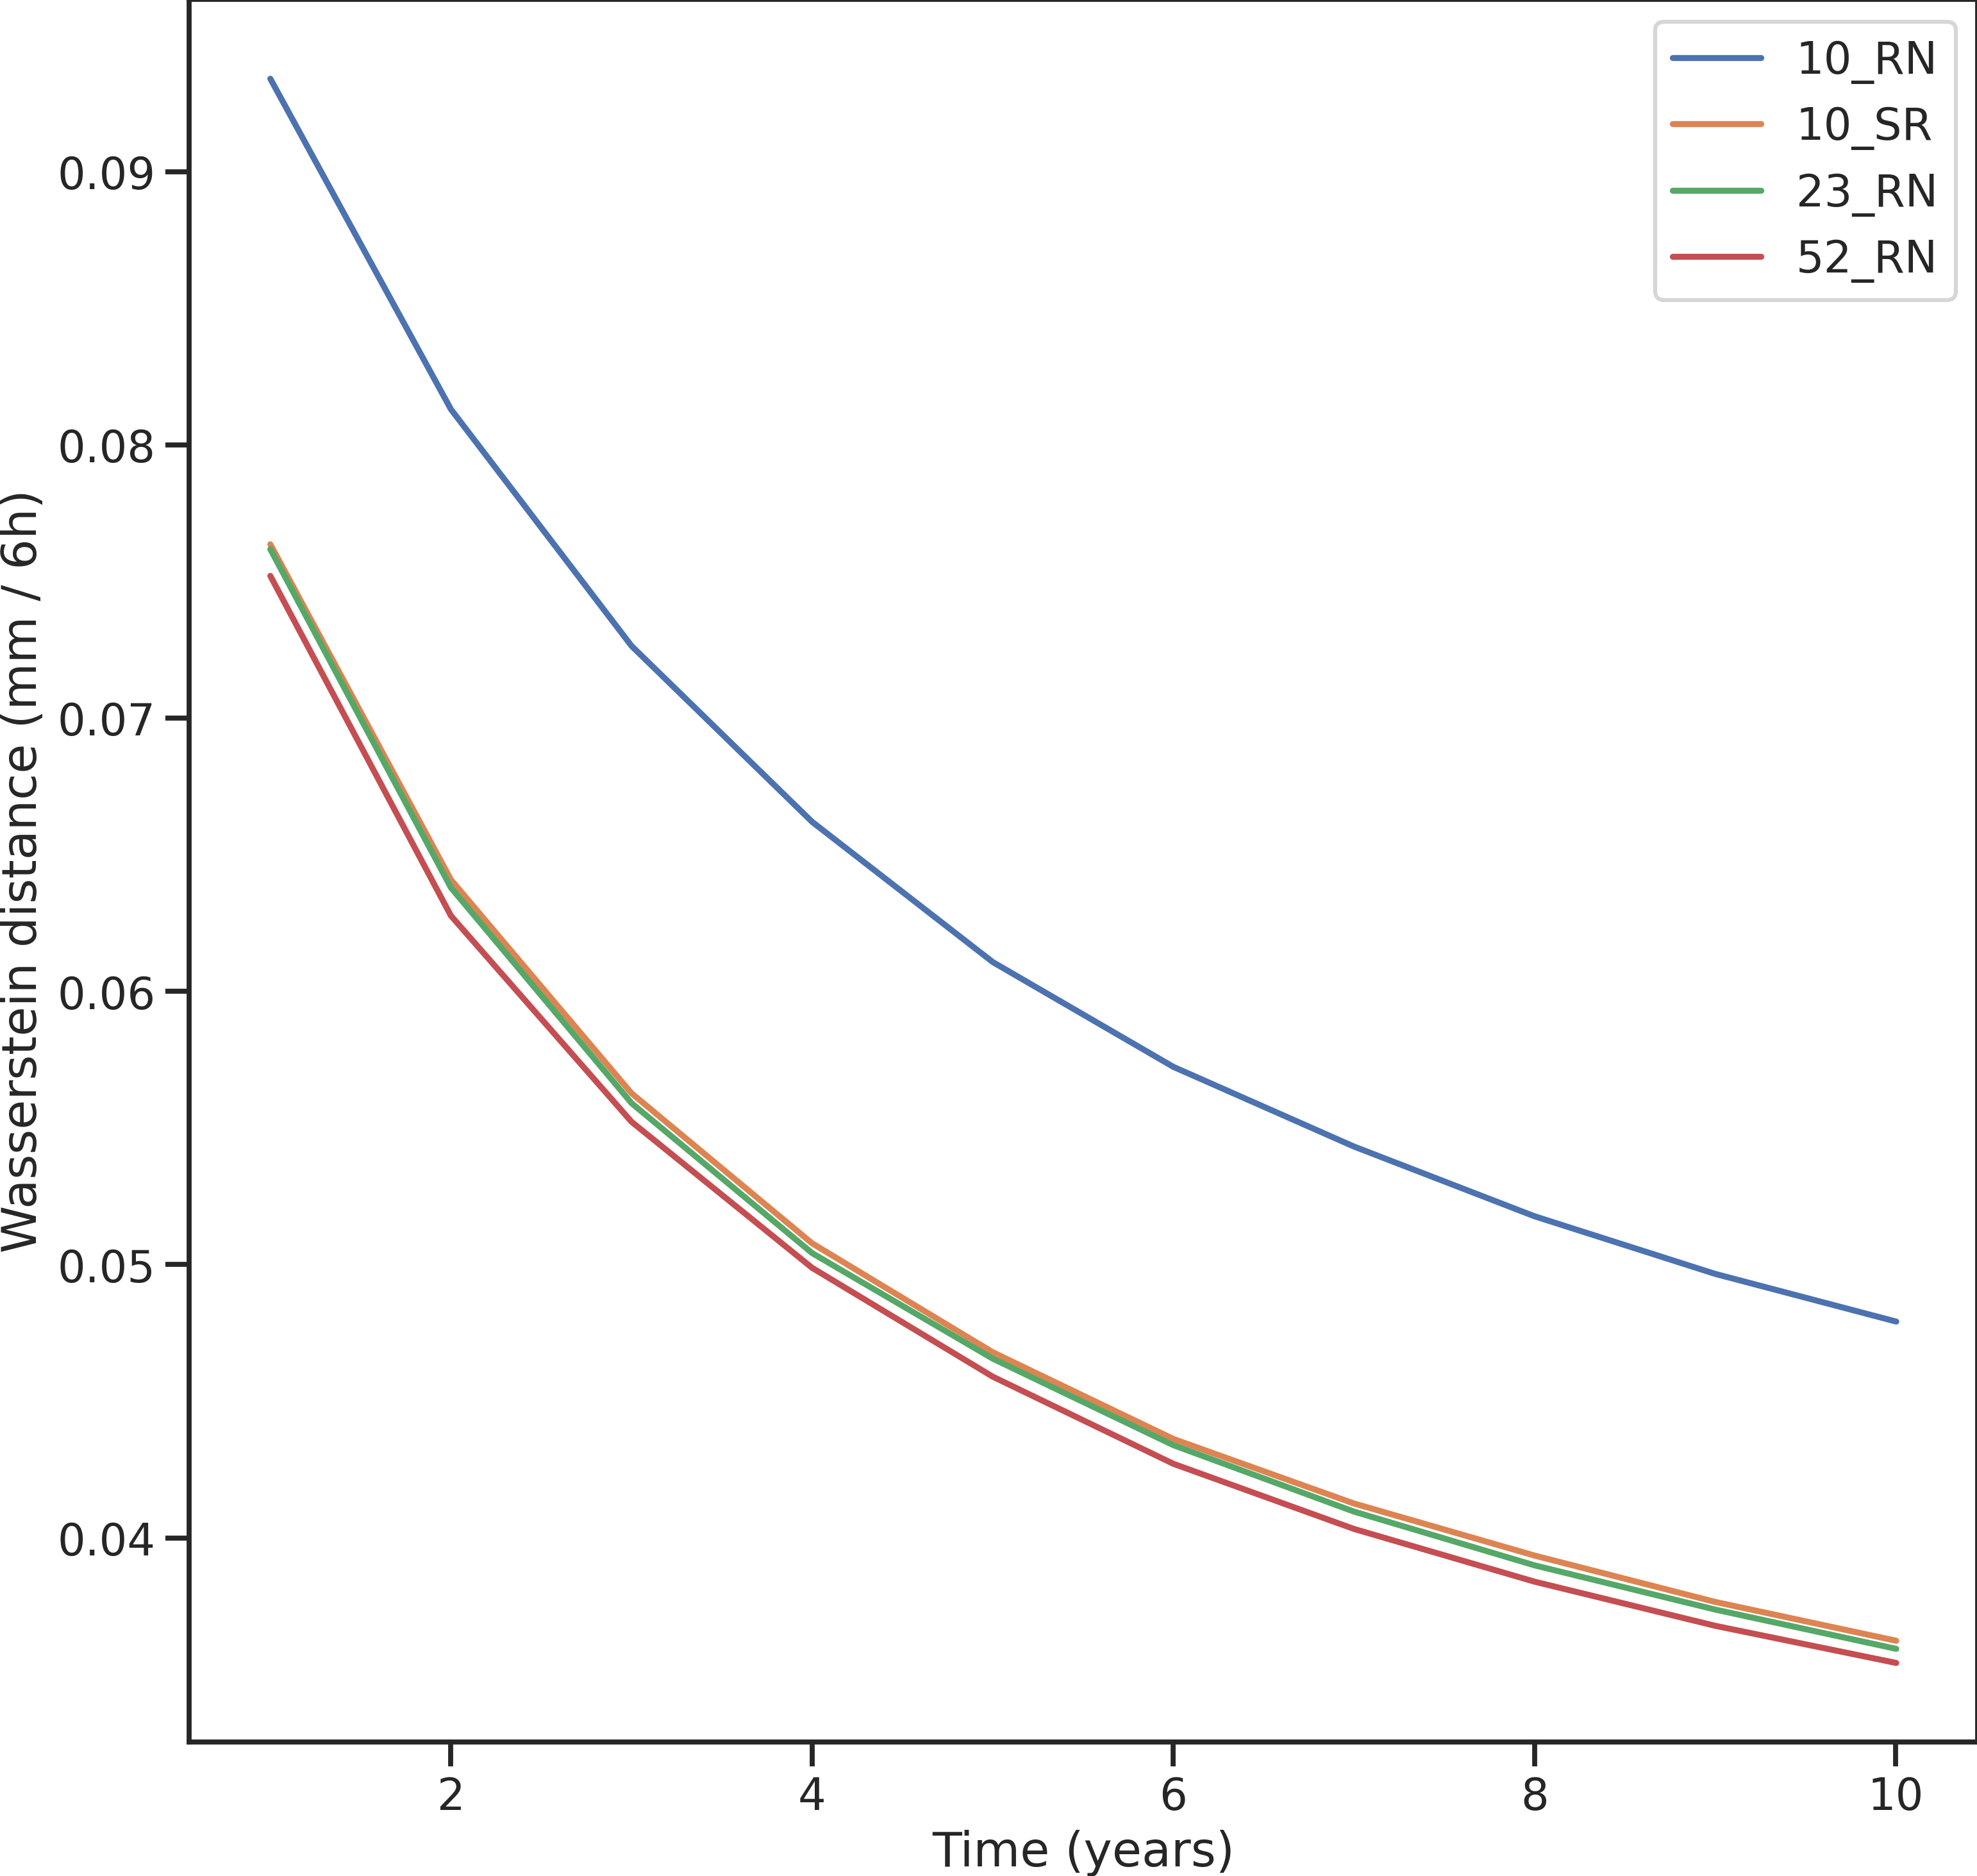 10_RN
10_SR
23_RN
52_RN
0.09
0.08
0.07
0.06
0.05
0.04
Wasserstein distance (mm / 6h)
2 4 6 8 10
Time (years)